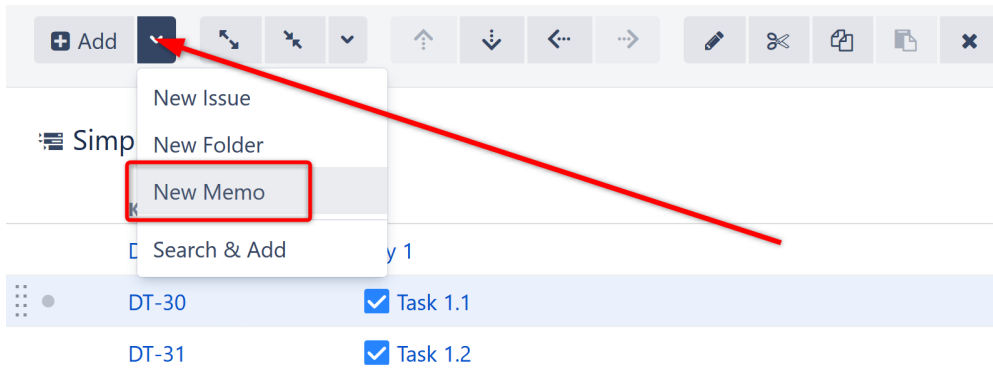 Add
New Issue
Simp
New Folder
New Memo
K
D
Search & Add
y 1
DT-30
Task 1.1
DT-31
Task 1.2